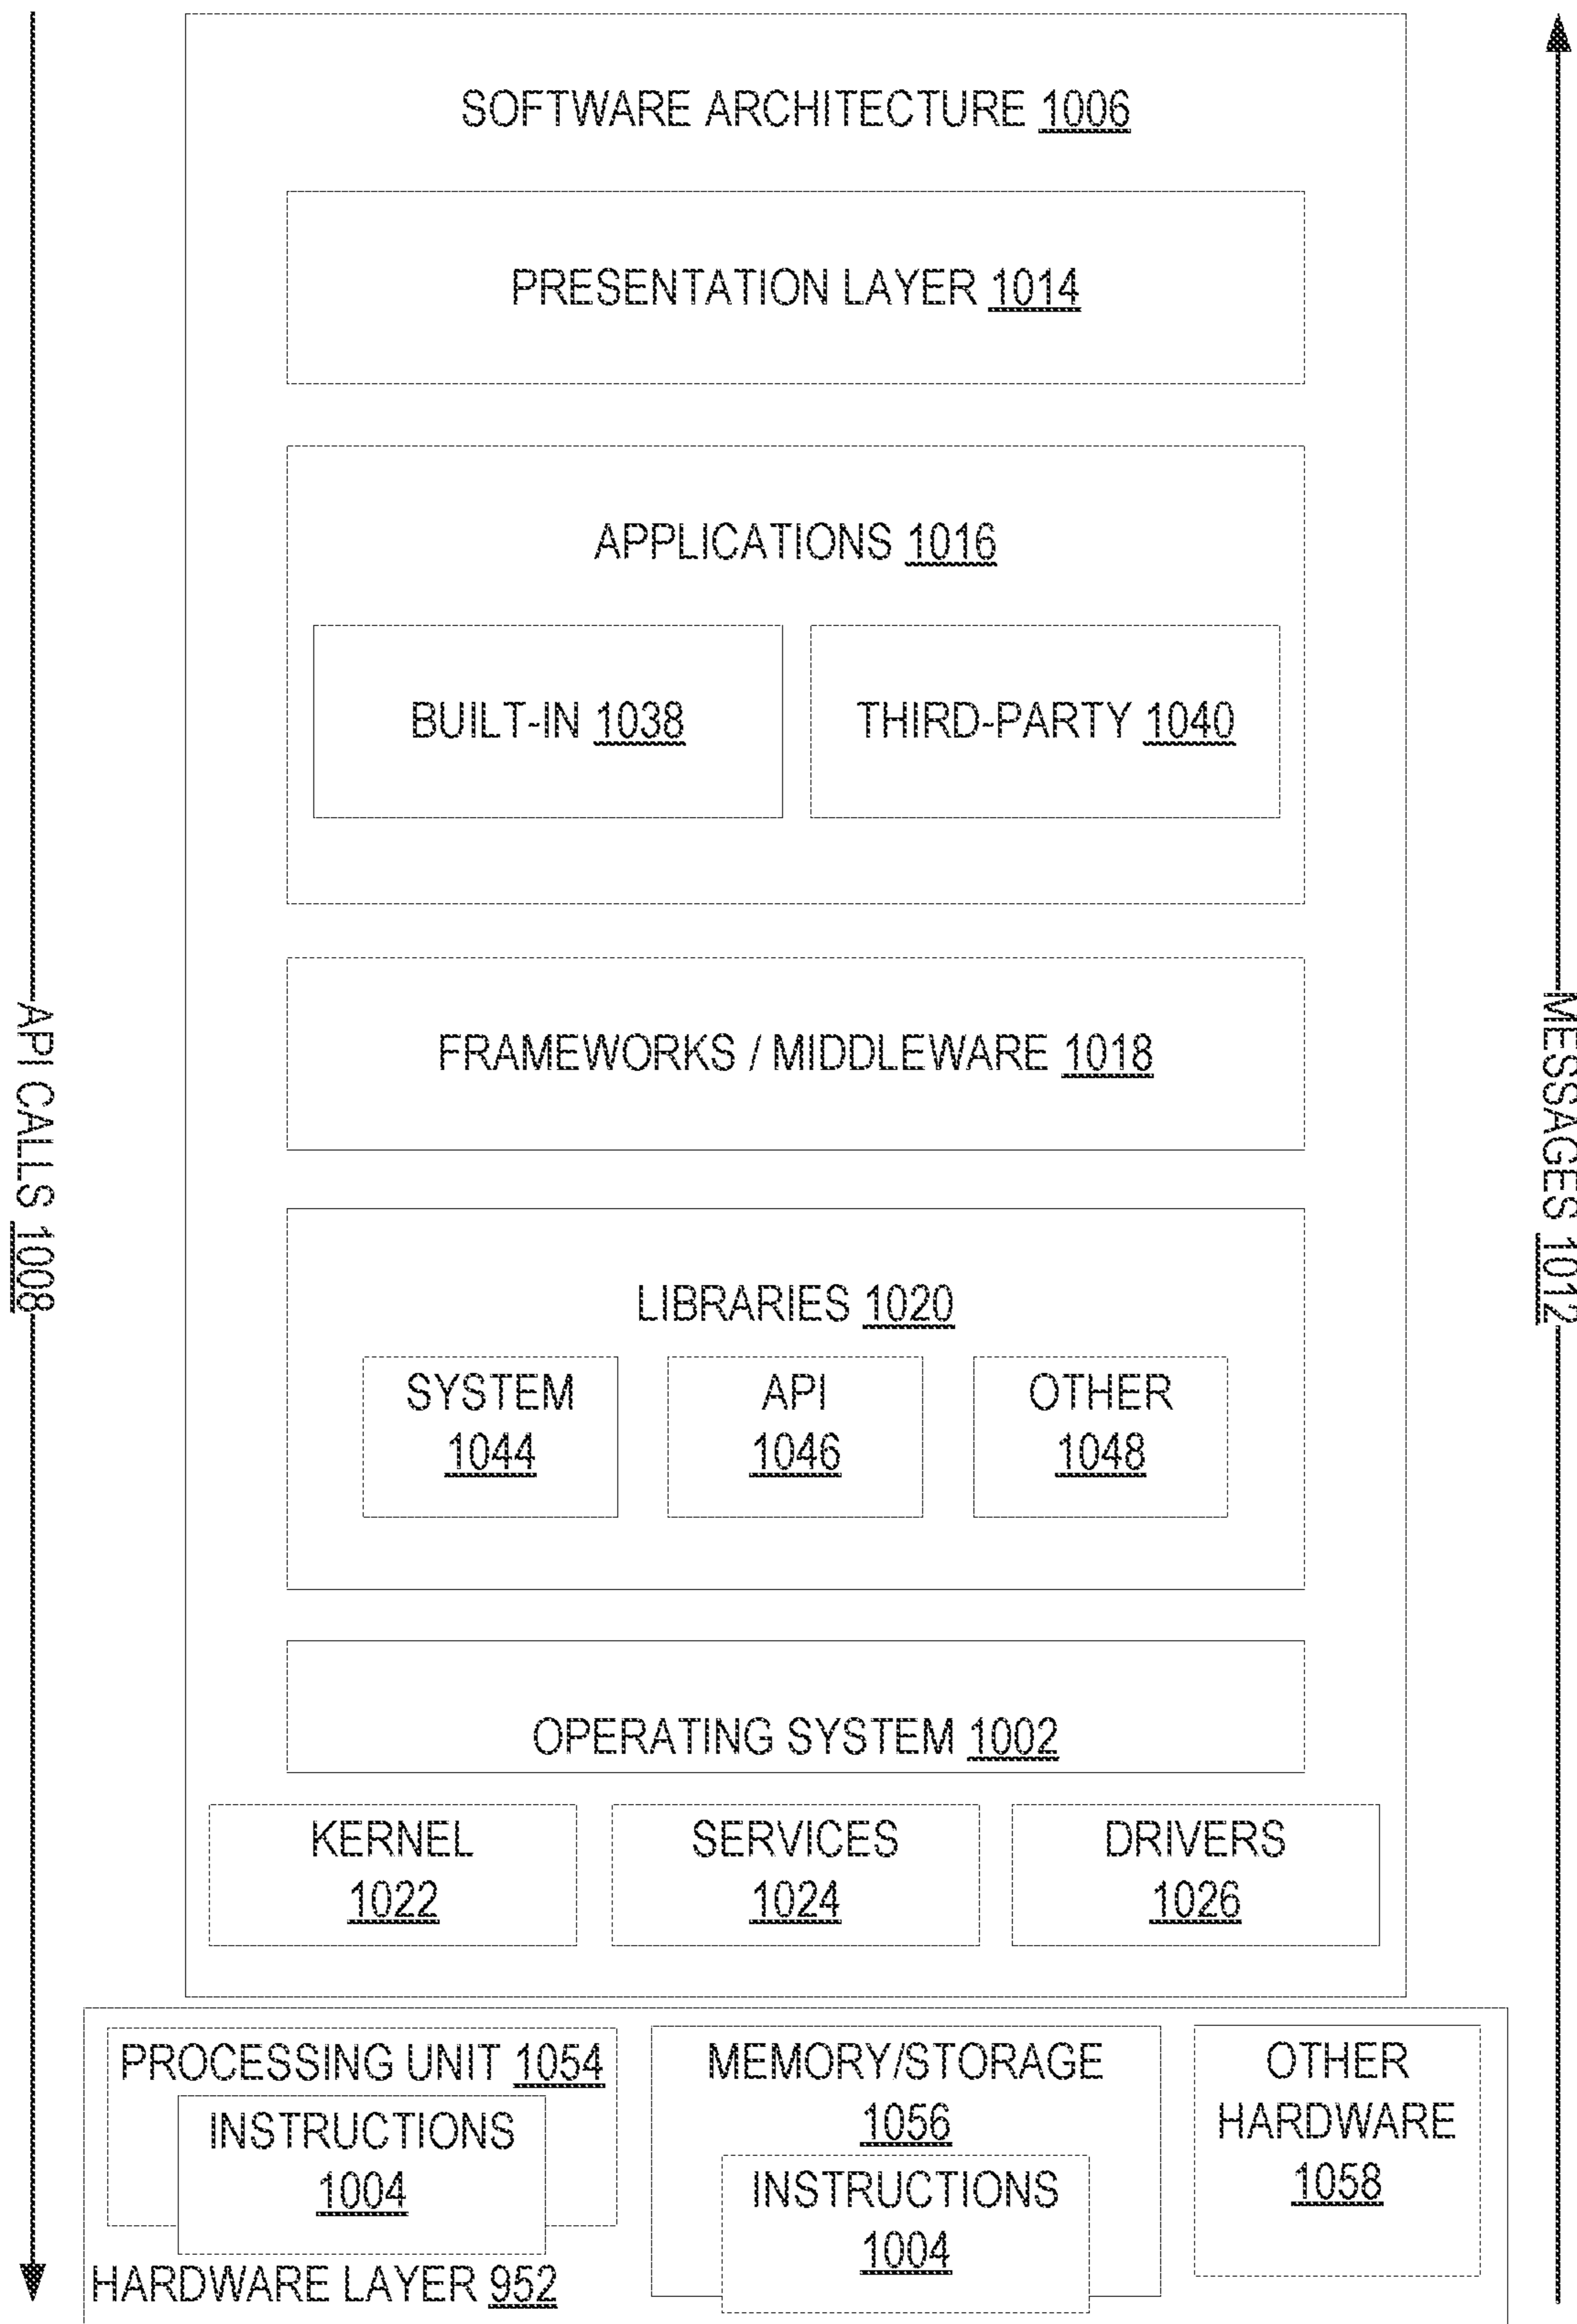 SOFTWARE ARCHITECTURE 1006
PRESENTATION LAYER 1014
APPLICATIONS 1016
BUILT-IN 1038
THIRD-PARTY 1040
FRAMEWORKS / MIDDLEWARE 1018
API CALLS 1008
MESSAGES 1012
LIBRARIES 1020
SYSTEM
1044
API
1046
OTHER
1048
OPERATING SYSTEM 1002
KERNEL
1022
SERVICES
1024
DRIVERS
1026
PROCESSING UNIT 1054
INSTRUCTIONS
1004
MEMORY/STORAGE
1056
INSTRUCTIONS
1004
OTHER
HARDWARE
1058
HARDWARE LAYER 952